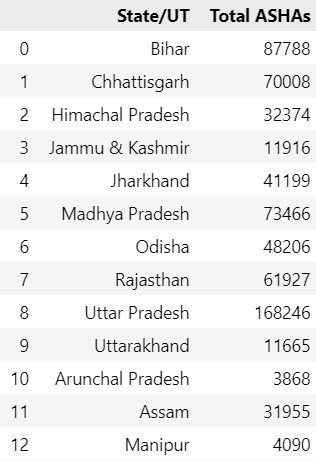 State/UT Total ASHAs
0 Bihar 87788
1 Chhattisgarh 70008
2 Himachal Pradesh 32374
3 Jammu & Kashmir 11916
4 Jharkhand 41199
5 Madhya Pradesh 73466
6 Odisha 48206
7 Rajasthan 61927
8 Uttar Pradesh 168246
9 Uttarakhand 11665
10 Arunchal Pradesh 3868
11 Assam 31955
12 Manipur 4090